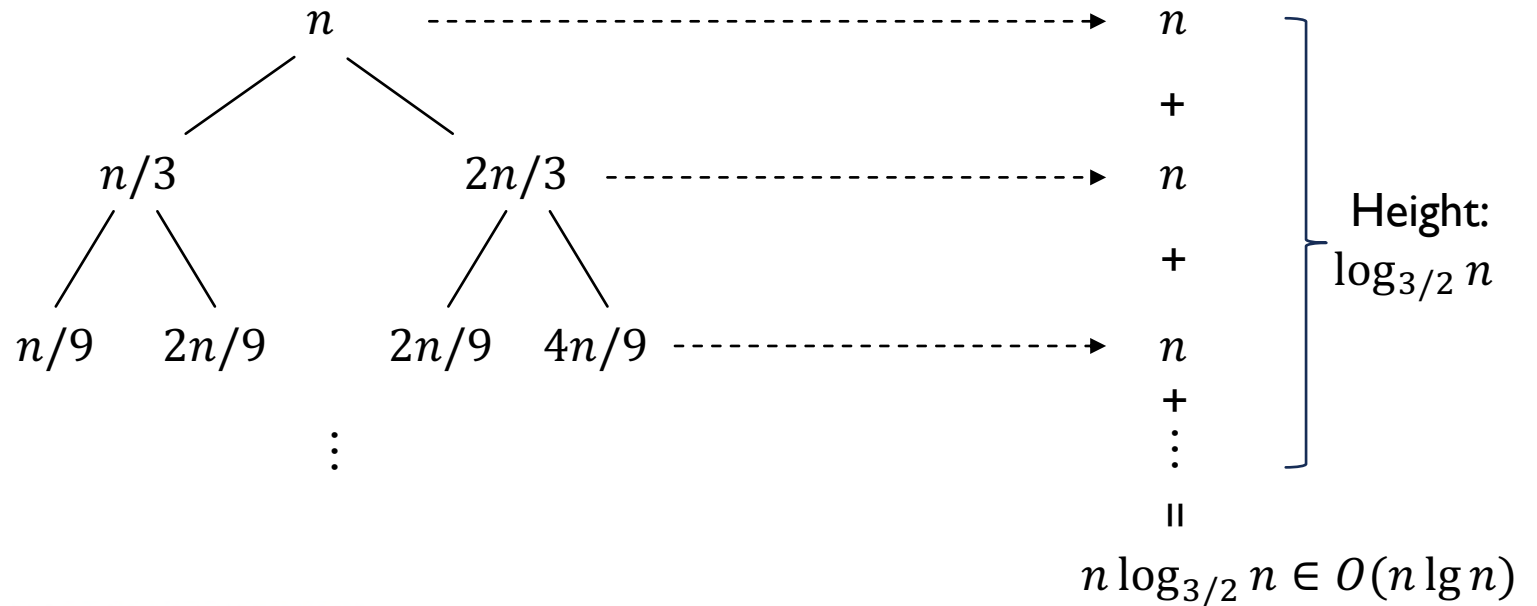 n n
+
n/3 2n/3 n
Height:
+
log_{3/2} n
n/9 2n/9 2n/9 4n/9 n
+
⋮ ⋮
=
n log_{3/2} n ∈ O(n lg n)